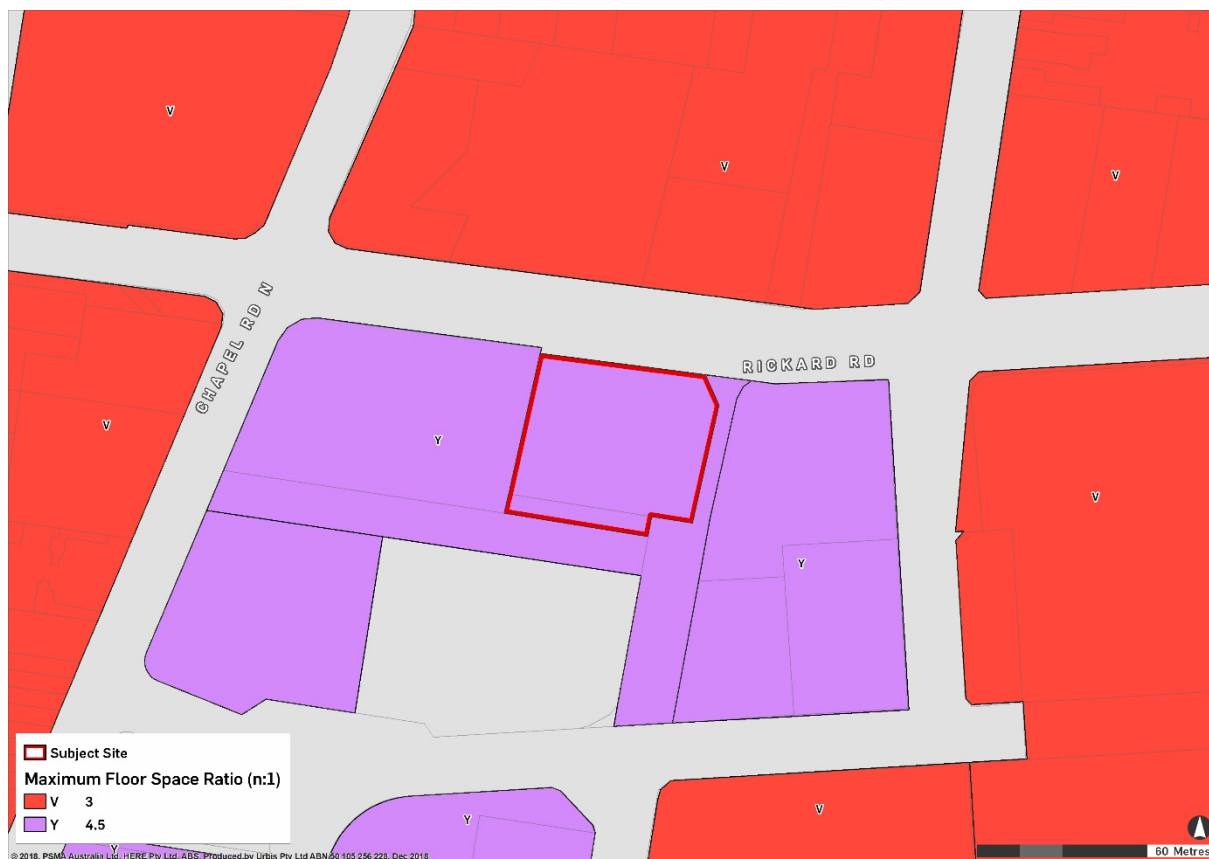 V
V
V
CHAPEL RD N
RICKARD RD
V
Y
V
Y
V
Y
Y
Subject Site
Maximum Floor Space Ratio (n:1)
V 3
Y 4.5
© 2018. PSMA Australia Ltd, HERE Pty Ltd, ABS. Produced by Urbis Pty Ltd ABN 50 105 256 228, Dec 2018
60 Metres